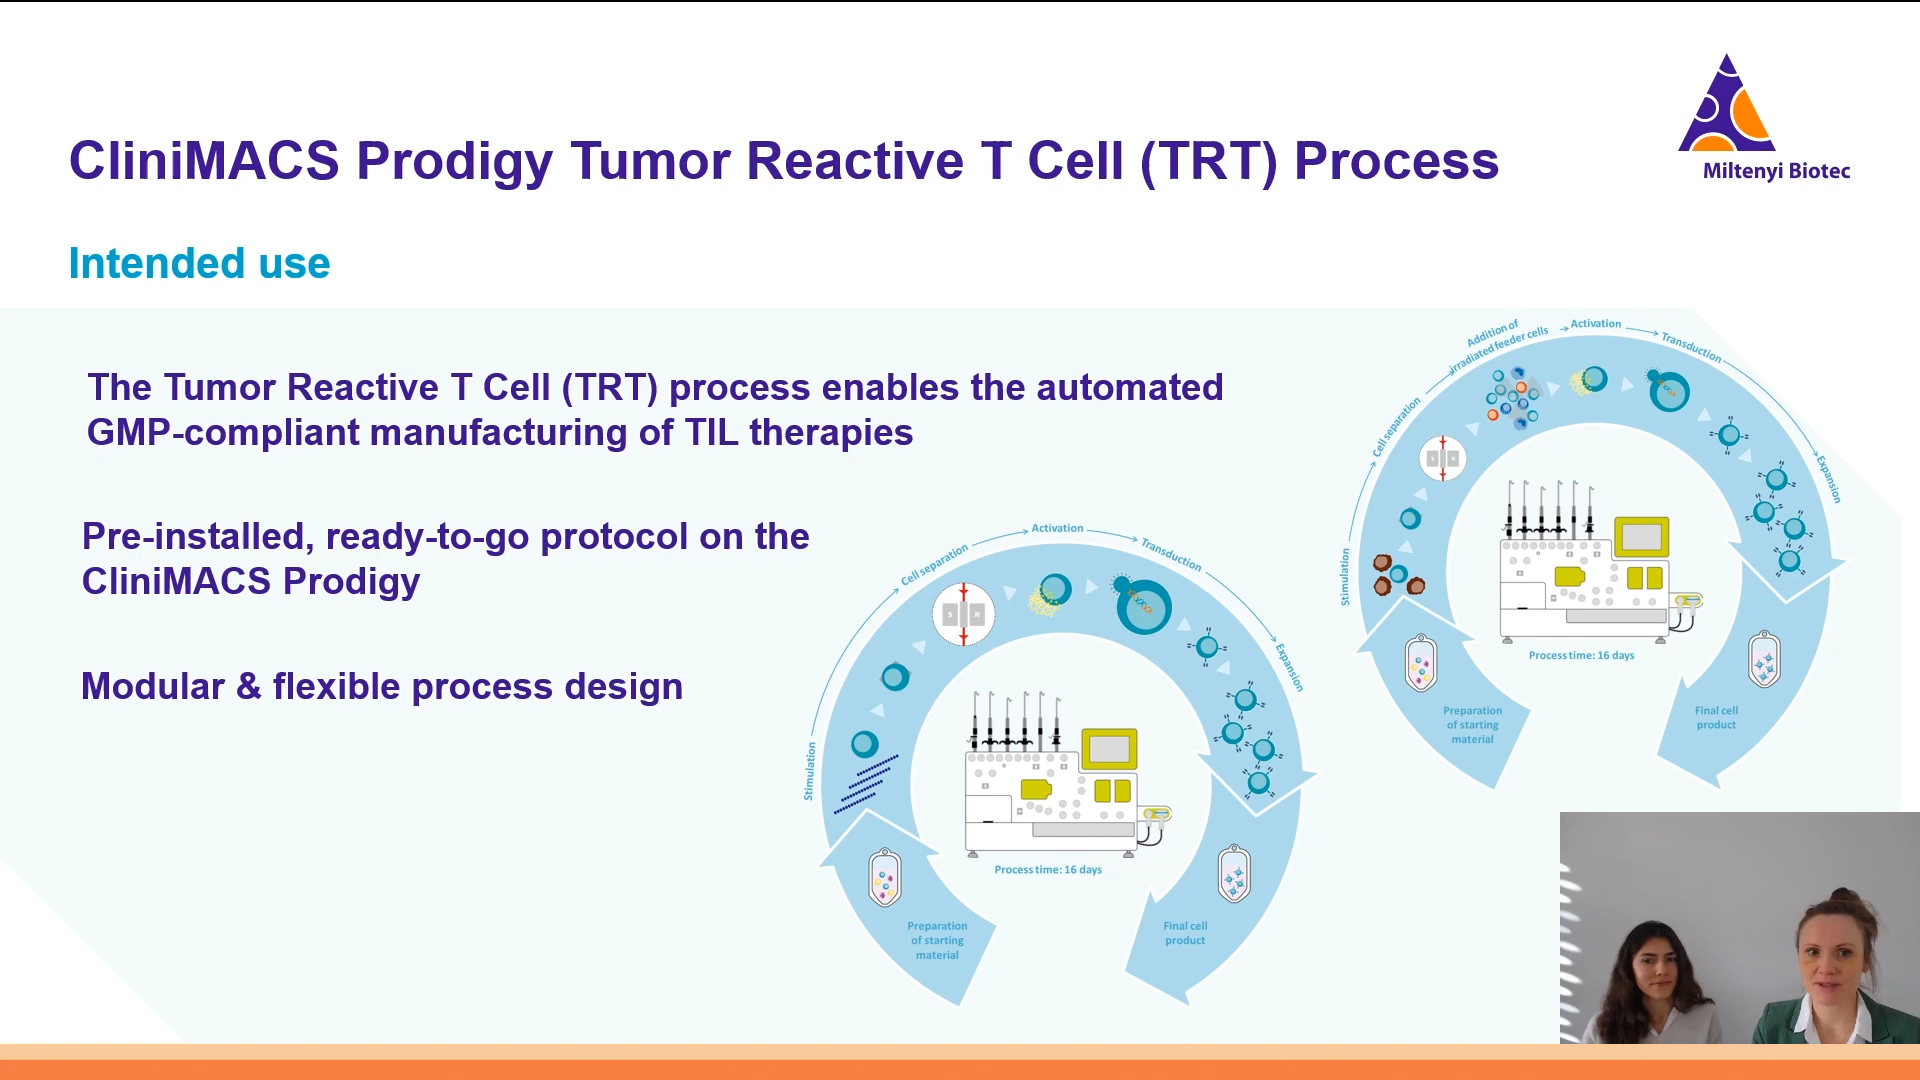 CliniMACS Prodigy Tumor Reactive T Cell (TRT) Process
Miltenyi Biotec
Intended use
The Tumor Reactive T Cell (TRT) process enables the automated
GMP-compliant manufacturing of TIL therapies
Pre-installed, ready-to-go protocol on the
CliniMACS Prodigy
Modular & flexible process design
Stimulation
Cell separation
Activation
Transduction
Expansion
S
N
Process time: 16 days
Preparation
of starting
material
Final cell
product
Stimulation
Cell separation
Addition of
irradiated feeder cells
Activation
Transduction
Expansion
S
N
Process time: 16 days
Preparation
of starting
material
Final cell
product